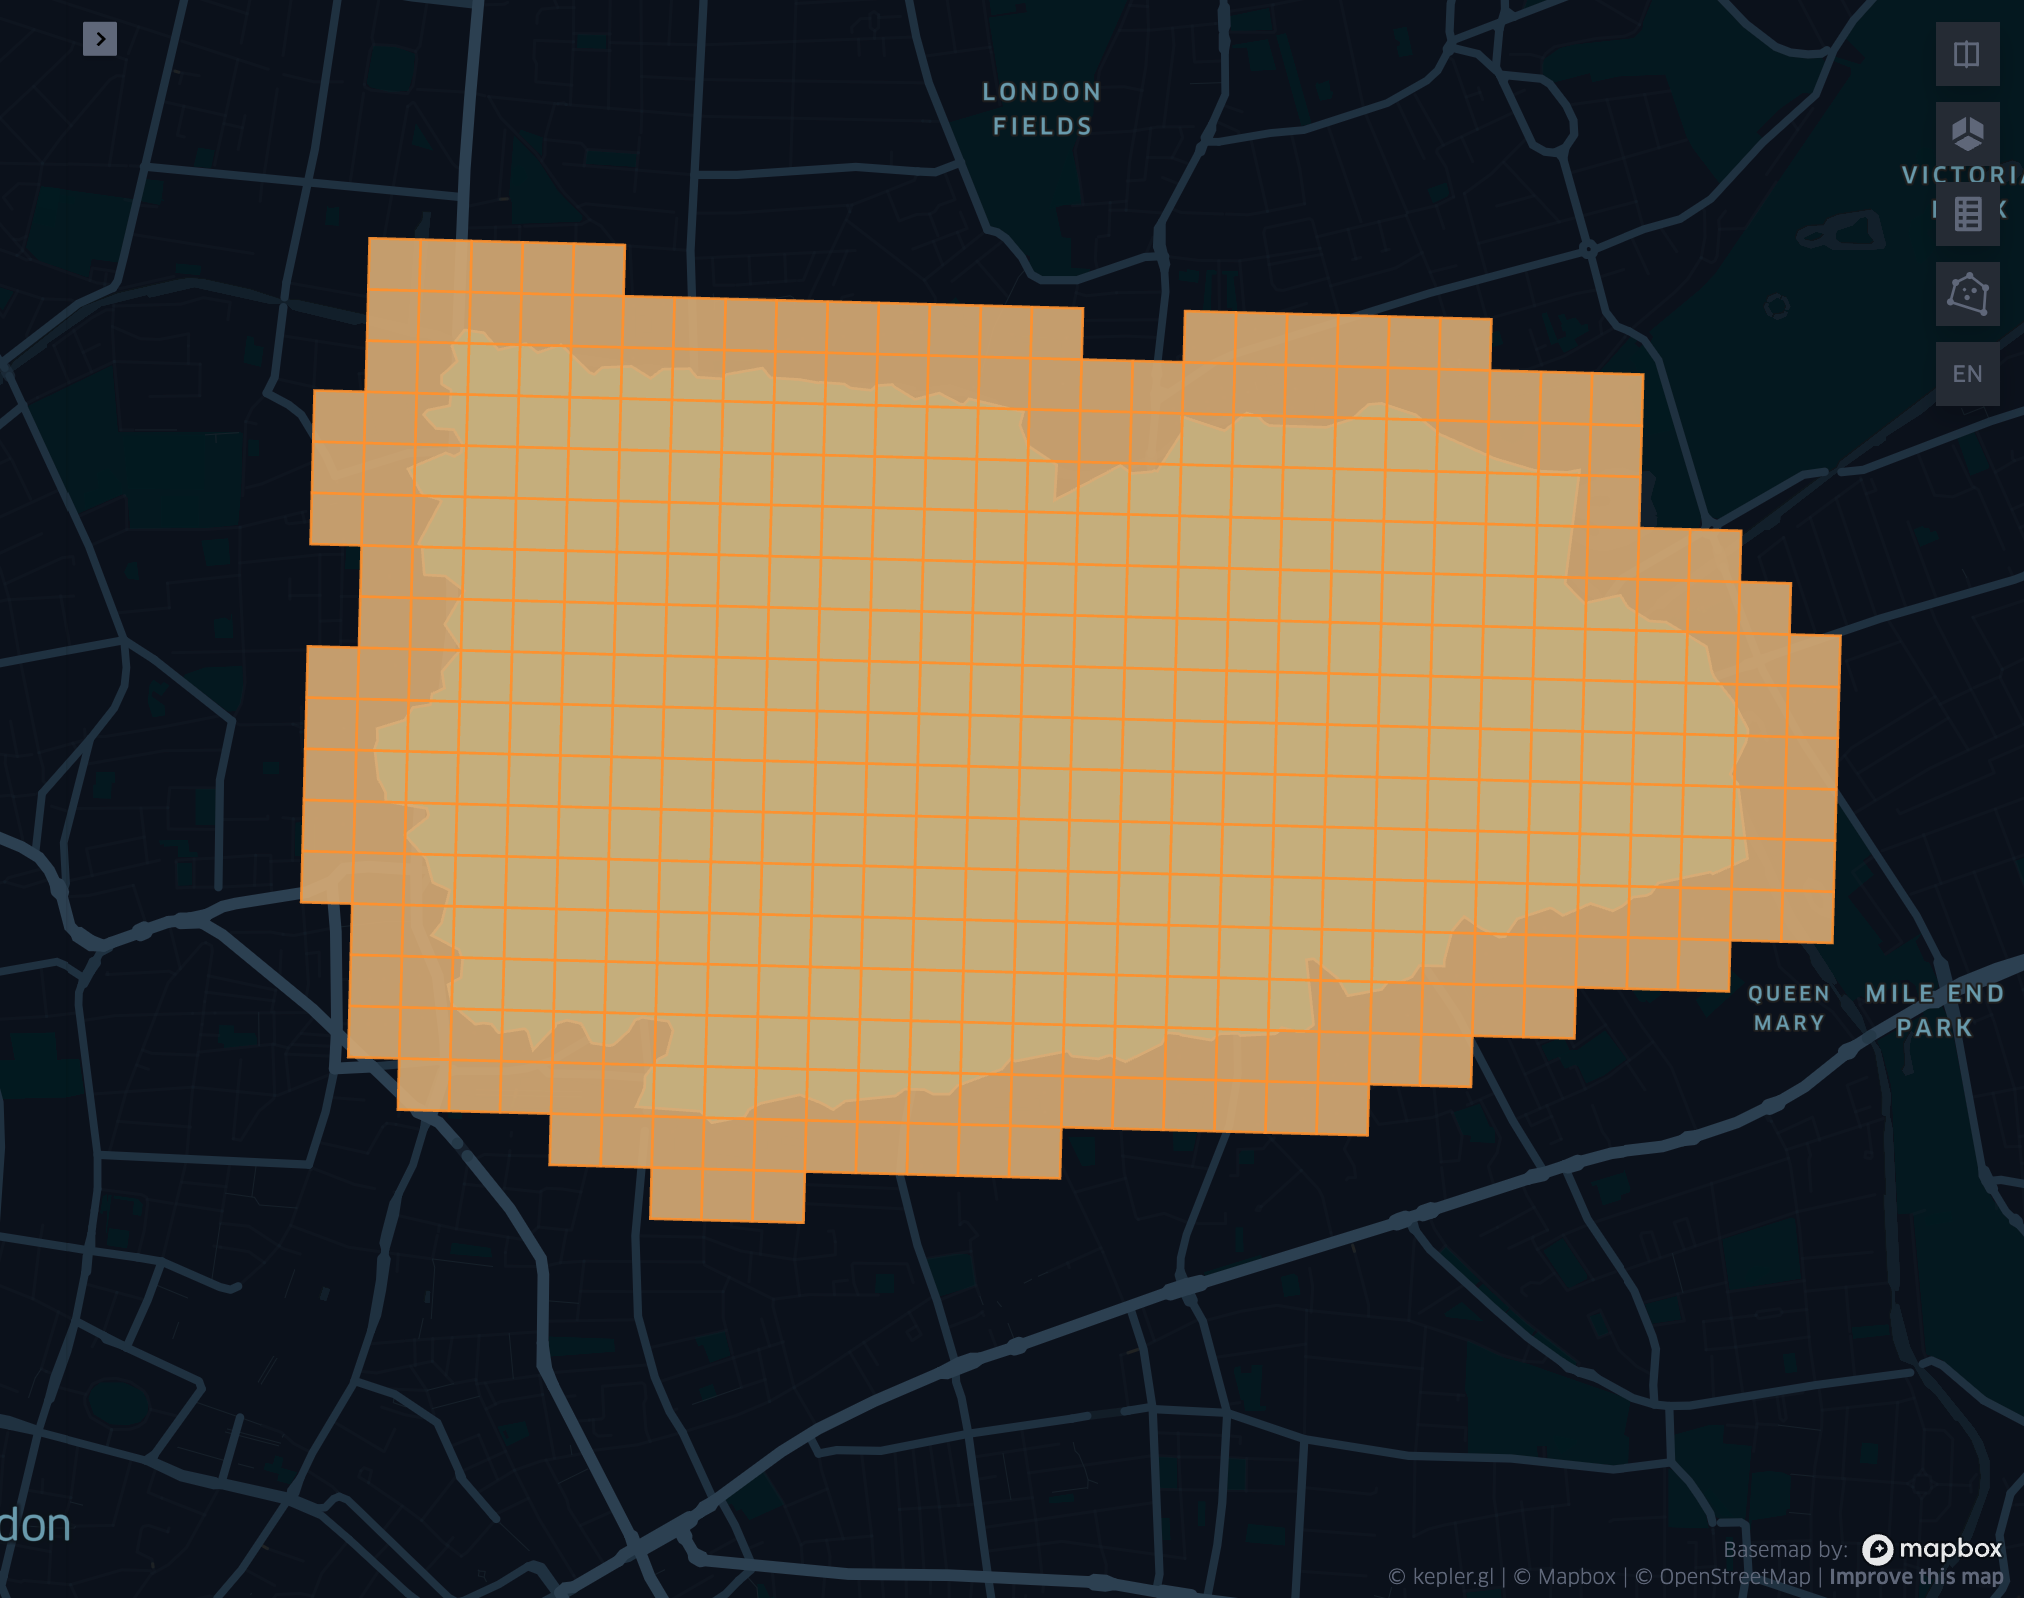 LONDON
FIELDS
VICTORIA
EN
QUEEN
MARY
MILE END
PARK
don
Basemap by: mapbox
© kepler.gl | © Mapbox | © OpenStreetMap | Improve this map